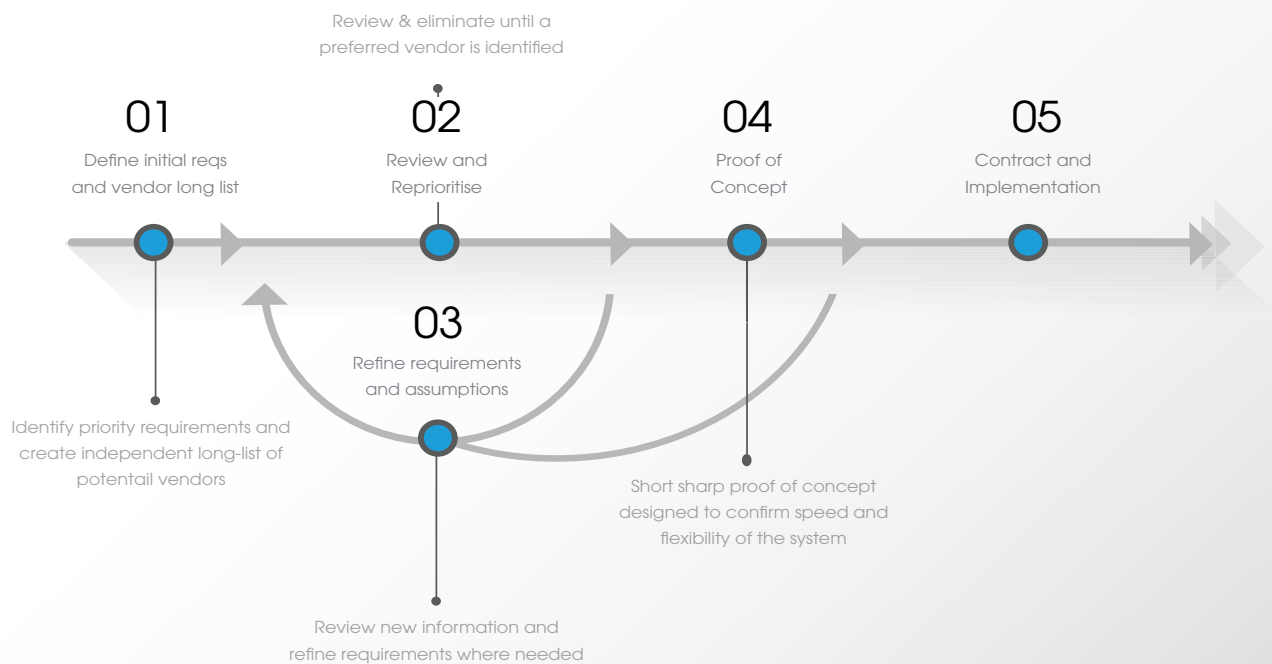 Review & eliminate until a
preferred vendor is identified
01
Define initial reqs
and vendor long list
02
Review and
Reprioritise
04
Proof of
Concept
05
Contract and
Implementation
03
Refine requirements
and assumptions
Identify priority requirements and
create independent long-list of
potentail vendors
Short sharp proof of concept
designed to confirm speed and
flexibility of the system
Review new information and
refine requirements where needed